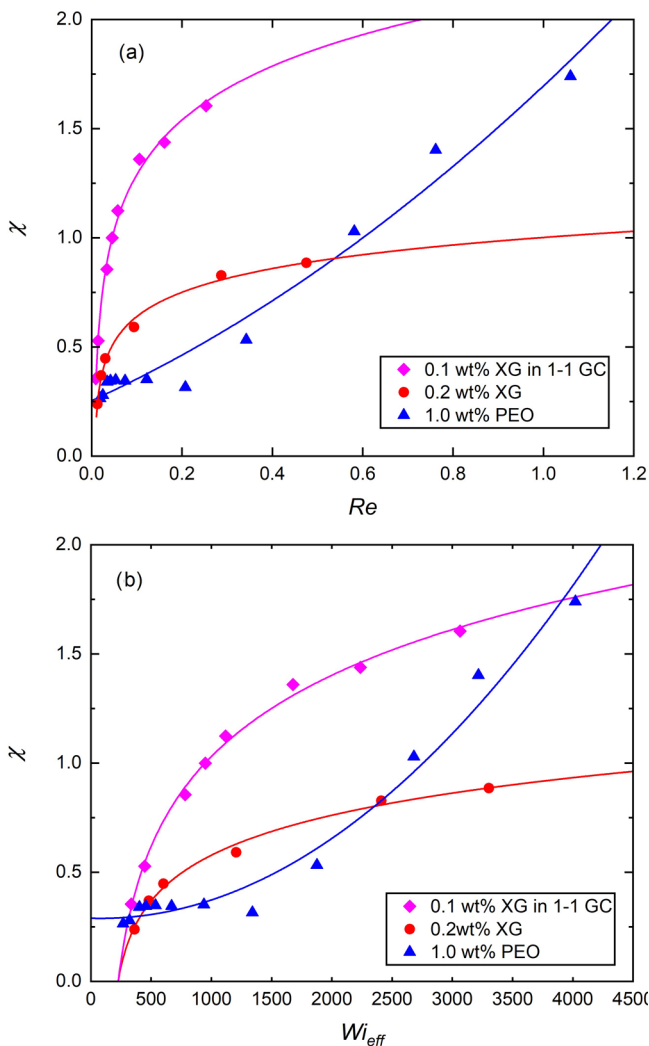 2.0
(a)
1.5
χ
1.0
0.5
0.1 wt% XG in 1-1 GC
0.2 wt% XG
1.0 wt% PEO
0.0
0.0 0.2 0.4 0.6 0.8 1.0 1.2
Re
2.0
(b)
1.5
χ
1.0
0.5
0.1 wt% XG in 1-1 GC
0.2wt% XG
1.0 wt% PEO
0.0
0 500 1000 1500 2000 2500 3000 3500 4000 4500
Wi_eff